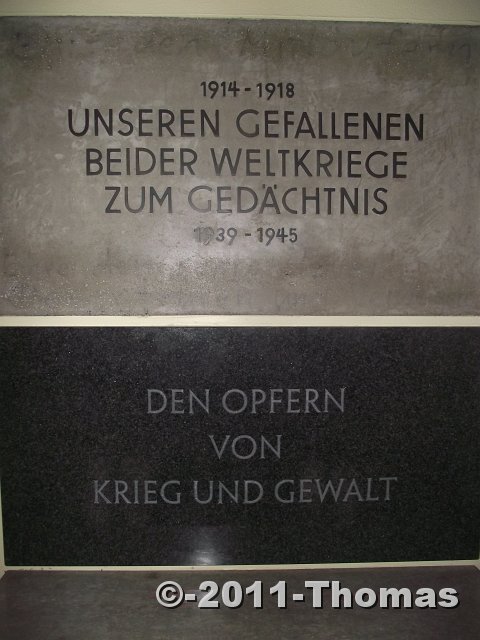 1914 - 1918
UNSEREN GEFALLENEN
BEIDER WELTKRIEGE
ZUM GEDÄCHTNIS
1939 - 1945
DEN OPFERN
VON
KRIEG UND GEWALT
©-2011-Thomas